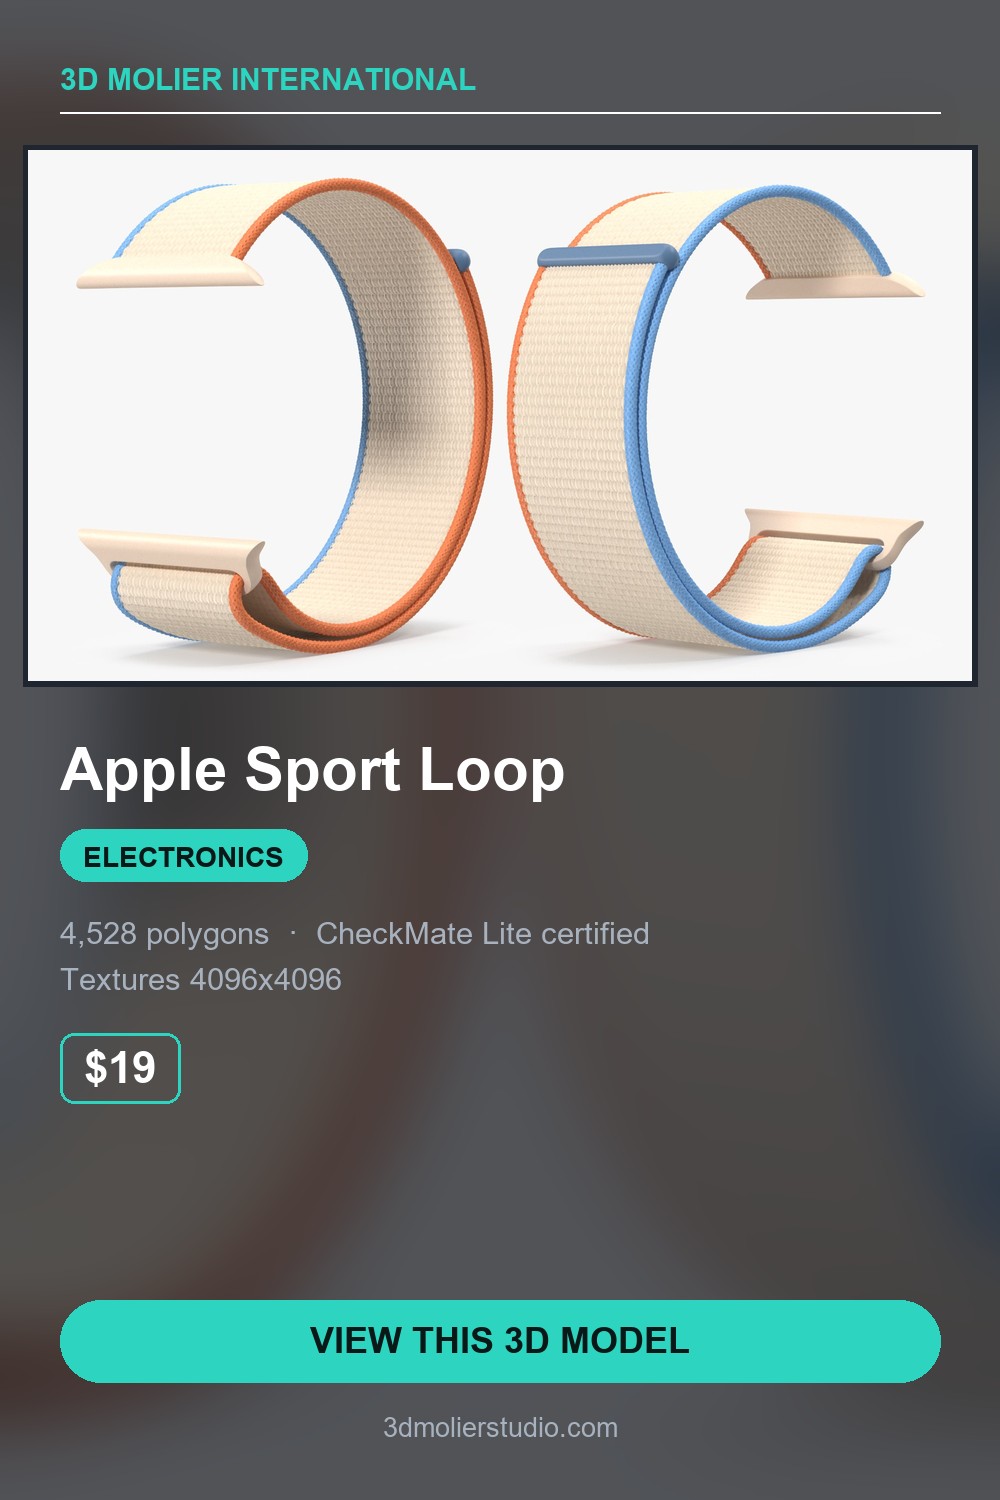 3D MOLIER INTERNATIONAL
Apple Sport Loop
ELECTRONICS
4,528 polygons · CheckMate Lite certified
Textures 4096x4096
$19
VIEW THIS 3D MODEL
3dmolierstudio.com